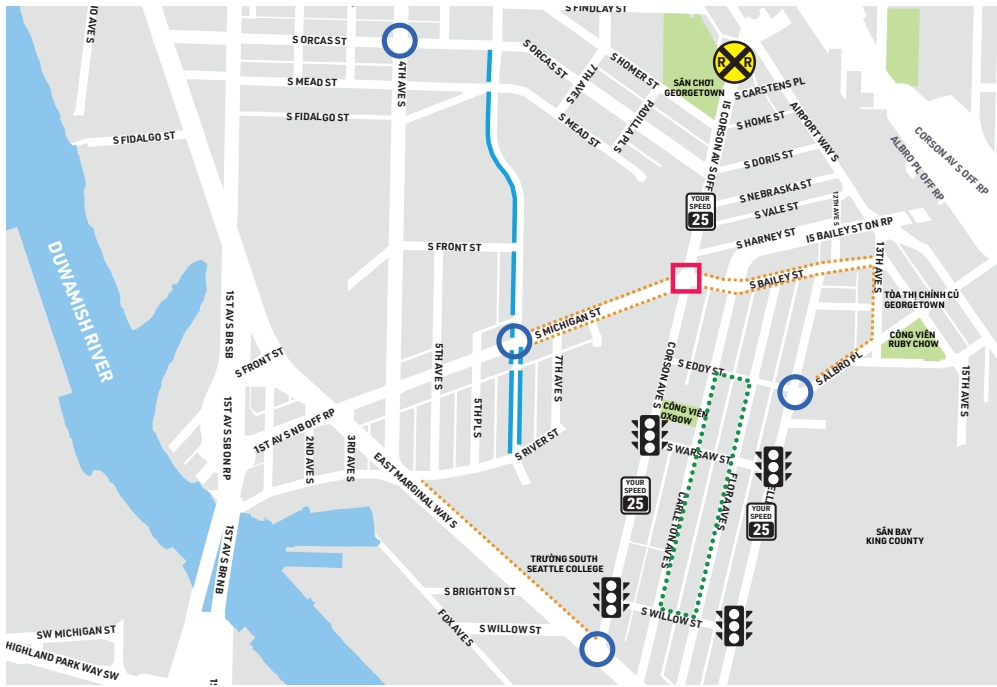 S FINDLAY ST
S ORCAS ST
4TH AVE S
S MEAD ST
S FIDALGO ST
S FIDALGO ST
S ORCAS ST
7TH AVE S
S HOMER ST
PADILLA PL S
S MEAD ST
SÂN CHƠI
GEORGETOWN
R R
S CARSTENS PL
I5 CORSON AV S OFF
S HOME ST
AIRPORT WAY S
S DORIS ST
S NEBRASKA ST
S VALE ST
12TH AVE S
S HARNEY ST
I5 BAILEY ST ON RP
CORSON AV S OFF RP
ALBRO PL OFF RP
YOUR
SPEED
25
DUWAMISH RIVER
S FRONT ST
1ST AV S BR SB
S BAILEY ST
13TH AVE S
TÒA THỊ CHÍNH CỦ
GEORGETOWN
CÔNG VIÊN
RUBY CHOW
S MICHIGAN ST
S FRONT ST
5TH AVE S
7TH AVE S
CORSON AVE S
S EDDY ST
S ALBRO PL
15TH AVE S
1ST AV S SB ON RP
1ST AV S NB OFF RP
2ND AVE S
3RD AVE S
5TH PL S
S RIVER ST
CÔNG VIÊN
OXBOW
S WARSAW ST
EAST MARGINAL WAY S
YOUR
SPEED
25
CARLETON AVE S
FLORA AVE S
YOUR
SPEED
25
SÂN BAY
KING COUNTY
1ST AV S BR NB
TRƯỜNG SOUTH
SEATTLE COLLEGE
S BRIGHTON ST
S WILLOW ST
FOX AVE S
S WILLOW ST
SW MICHIGAN ST
HIGHLAND PARK WAY SW